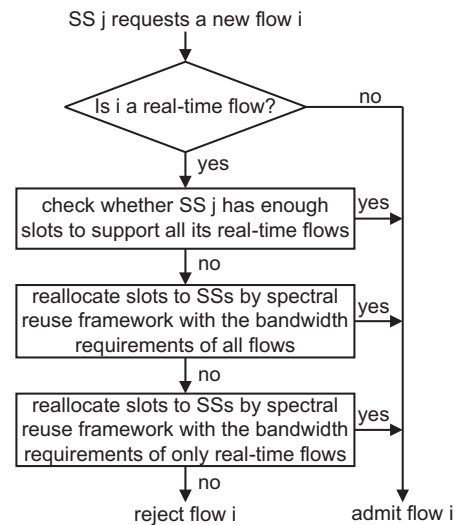 SS j requests a new flow i
Is i a real-time flow?
no
yes
check whether SS j has enough
slots to support all its real-time flows
yes
no
reallocate slots to SSs by spectral
reuse framework with the bandwidth
requirements of all flows
yes
no
reallocate slots to SSs by spectral
reuse framework with the bandwidth
requirements of only real-time flows
yes
no
reject flow i
admit flow i